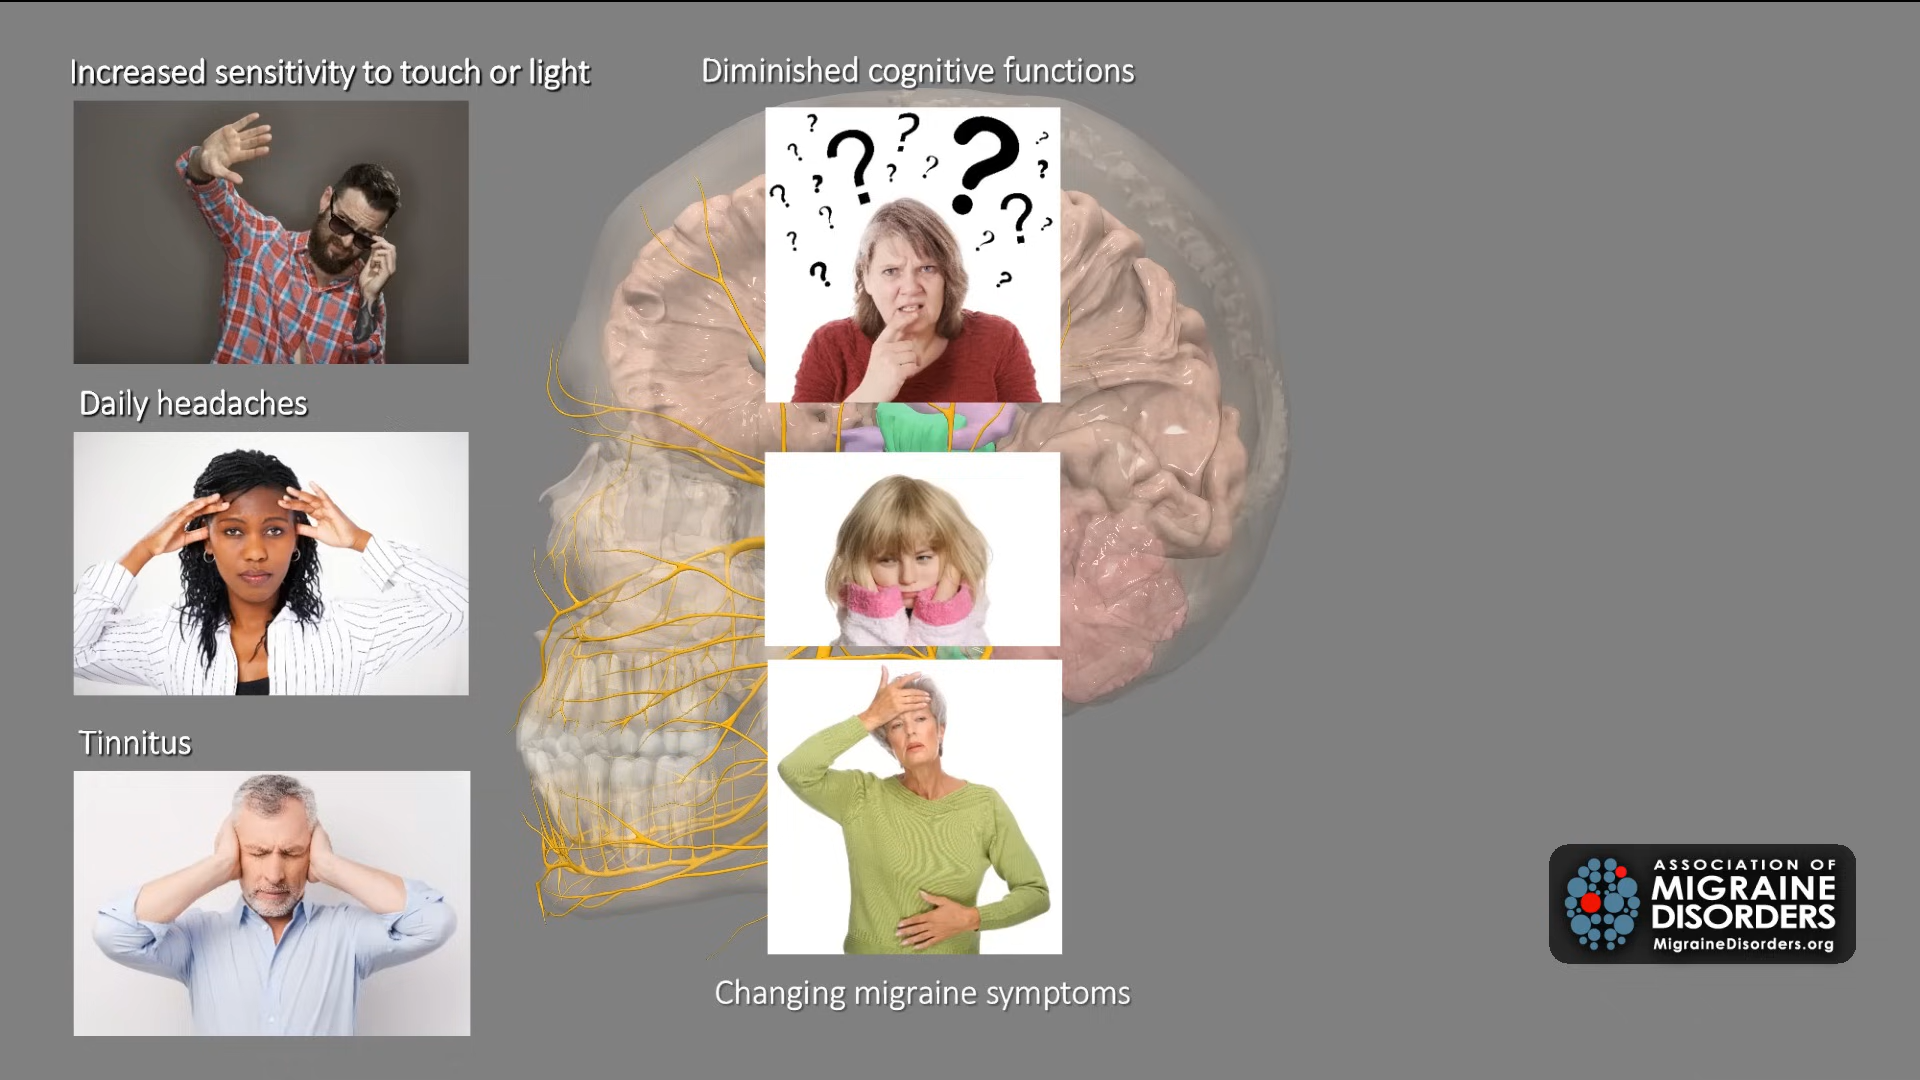 Increased sensitivity to touch or light
Diminished cognitive functions
Daily headaches
Tinnitus
Changing migraine symptoms
ASSOCIATION OF
MIGRAINE
DISORDERS
MigraineDisorders.org